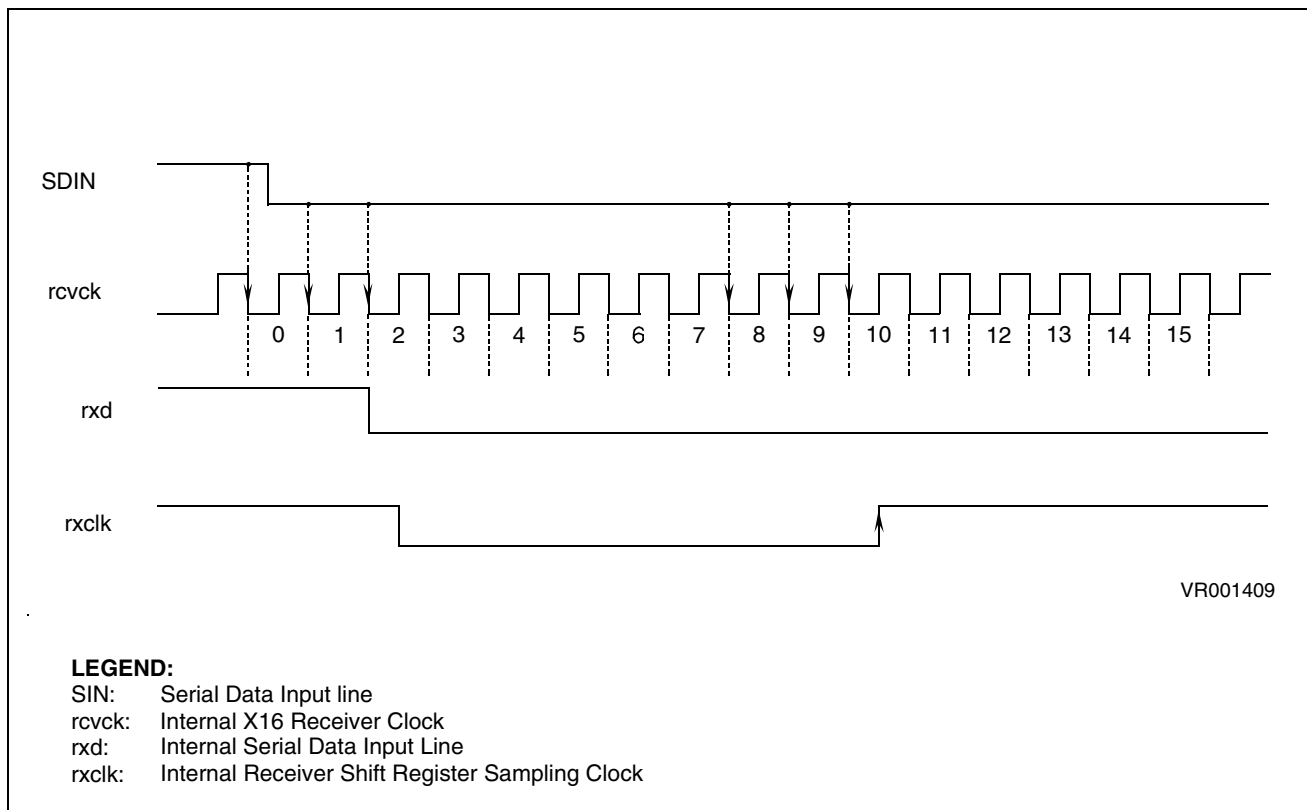 SDIN
rcvck
0 1 2 3 4 5 6 7 8 9 10 11 12 13 14 15
rxd
rxclk
VR001409
LEGEND:
SIN: Serial Data Input line
rcvck: Internal X16 Receiver Clock
rxd: Internal Serial Data Input Line
rxclk: Internal Receiver Shift Register Sampling Clock